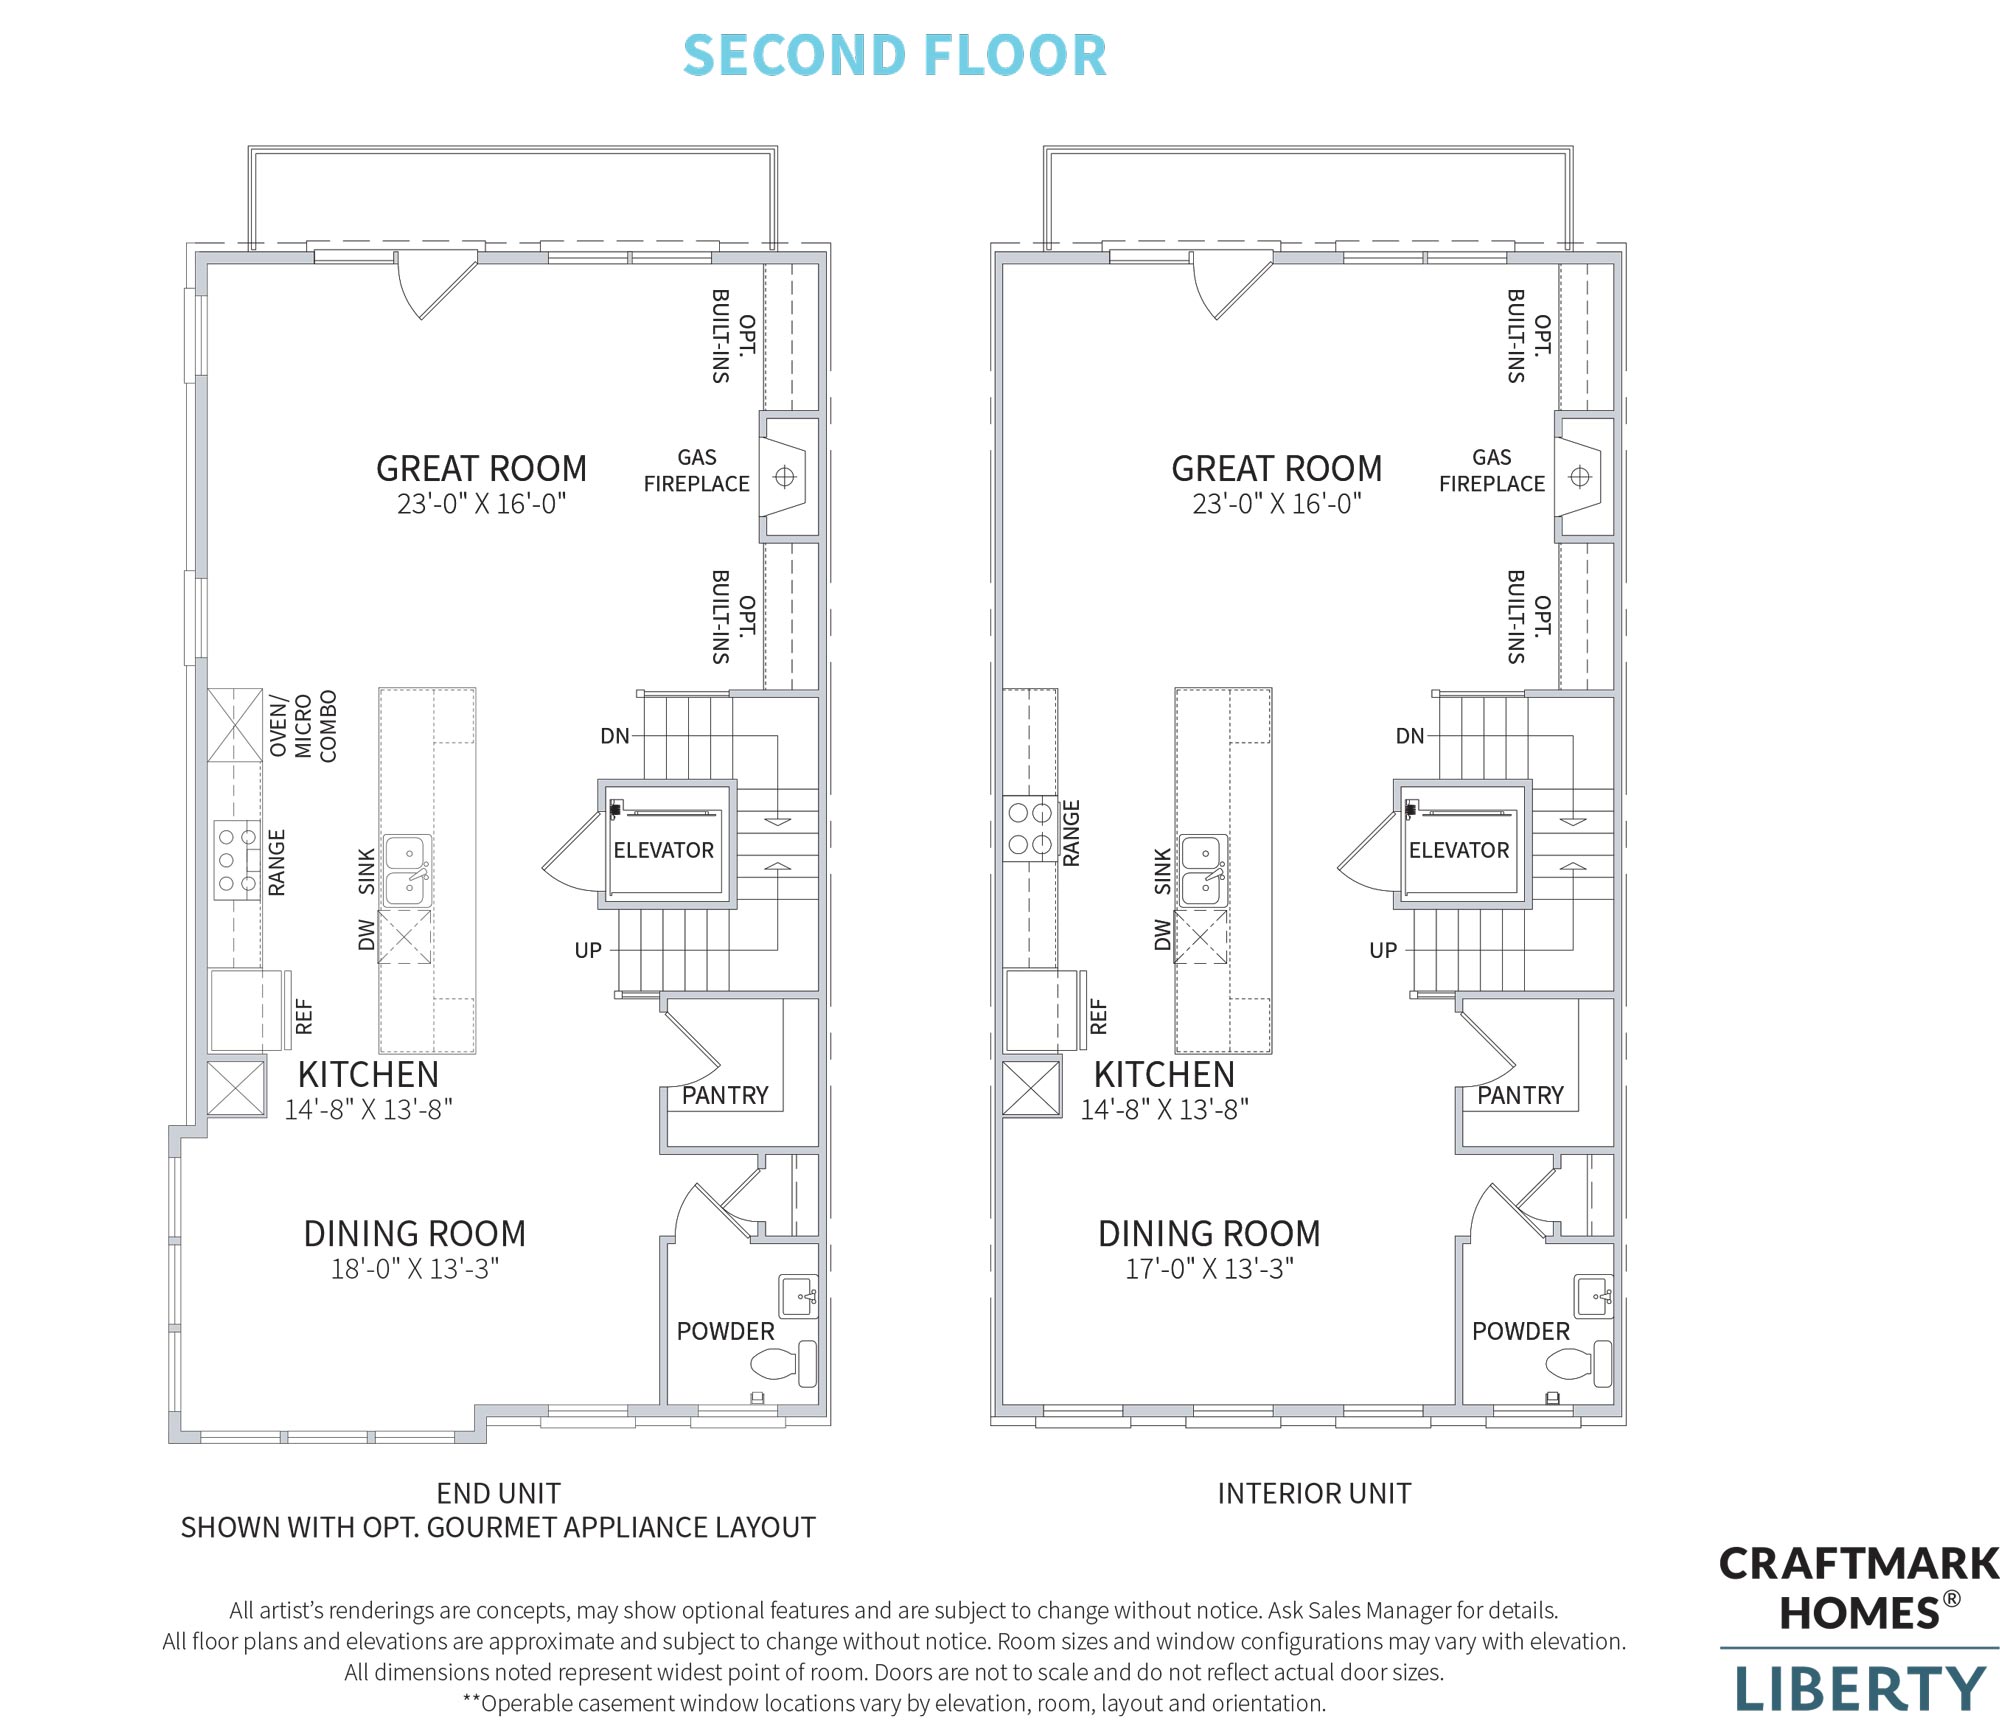 SECOND FLOOR
OPT.
BUILT-INS
GREAT ROOM
23'-0" X 16'-0"
GAS
FIREPLACE
OPT.
BUILT-INS
OVEN/
MICRO
COMBO
DN
RANGE
SINK
ELEVATOR
DW
UP
REF
KITCHEN
14'-8" X 13'-8"
PANTRY
DINING ROOM
18'-0" X 13'-3"
POWDER
END UNIT
SHOWN WITH OPT. GOURMET APPLIANCE LAYOUT
OPT.
BUILT-INS
GREAT ROOM
23'-0" X 16'-0"
GAS
FIREPLACE
OPT.
BUILT-INS
DN
RANGE
SINK
ELEVATOR
DW
UP
REF
KITCHEN
14'-8" X 13'-8"
PANTRY
DINING ROOM
17'-0" X 13'-3"
POWDER
INTERIOR UNIT
All artist’s renderings are concepts, may show optional features and are subject to change without notice. Ask Sales Manager for details.
All floor plans and elevations are approximate and subject to change without notice. Room sizes and window configurations may vary with elevation.
All dimensions noted represent widest point of room. Doors are not to scale and do not reflect actual door sizes.
**Operable casement window locations vary by elevation, room, layout and orientation.
CRAFTMARK
HOMES®
LIBERTY